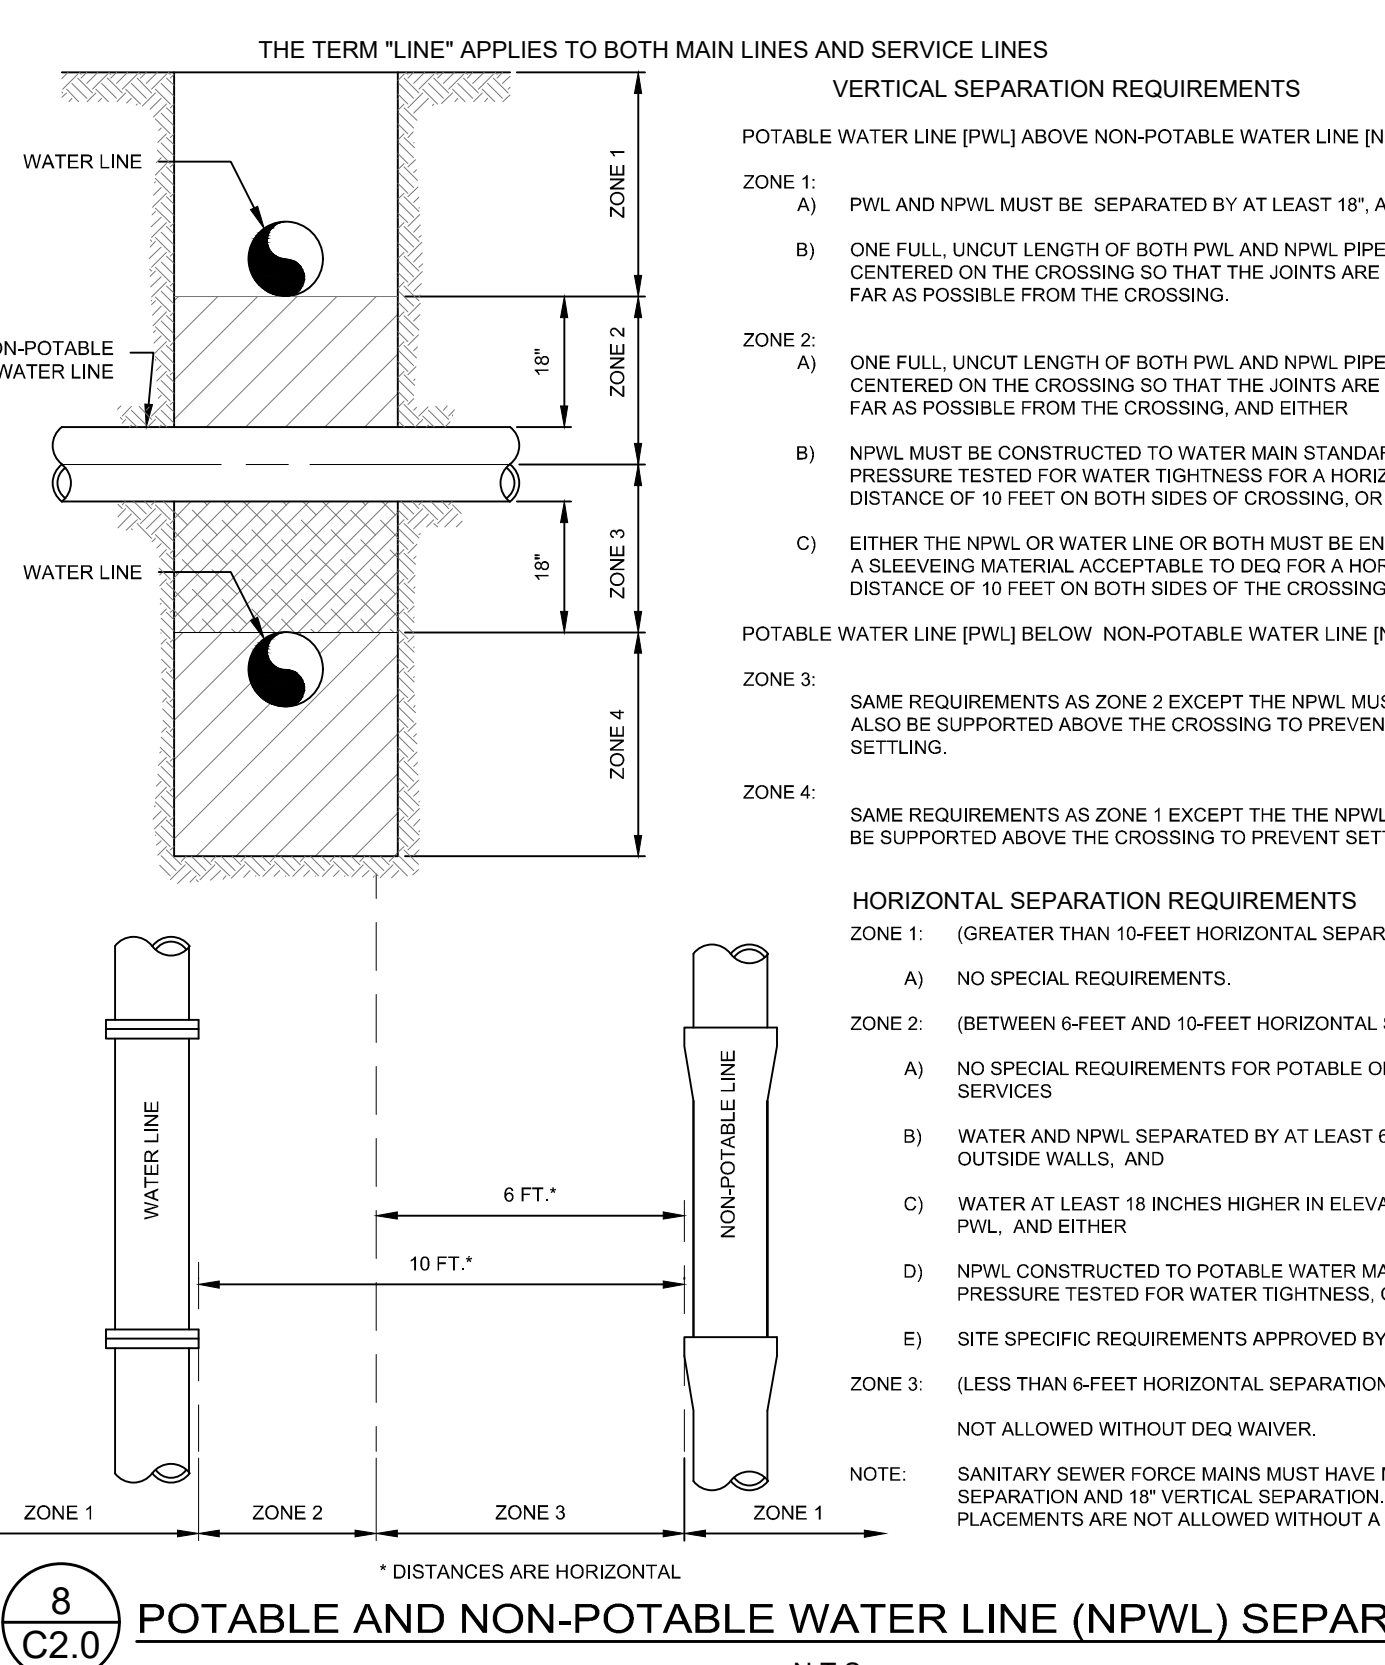 THE TERM "LINE" APPLIES TO BOTH MAIN LINES AND SERVICE LINES
WATER LINE
ZONE 1
18"
ZONE 2
WATER LINE
18"
ZONE 3
WATER LINE
ZONE 4
VERTICAL SEPARATION REQUIREMENTS
POTABLE WATER LINE [PWL] ABOVE NON-POTABLE WATER LINE
ZONE 1:
A) PWL AND NPWL MUST BE SEPARATED BY AT LEAST 18",
B) ONE FULL, UNCUT LENGTH OF BOTH PWL AND NPWL PIPE
CENTERED ON THE CROSSING SO THAT THE JOINTS ARE
FAR AS POSSIBLE FROM THE CROSSING.
ZONE 2:
A) ONE FULL, UNCUT LENGTH OF BOTH PWL AND NPWL PIPE
CENTERED ON THE CROSSING SO THAT THE JOINTS ARE
FAR AS POSSIBLE FROM THE CROSSING, AND EITHER
B) NPWL MUST BE CONSTRUCTED TO WATER MAIN
PRESSURE TESTED FOR WATER TIGHTNESS FOR A
DISTANCE OF 10 FEET ON BOTH SIDES OF CROSSING, OR
C) EITHER THE NPWL OR WATER LINE OR BOTH MUST BE
A SLEEVEING MATERIAL ACCEPTABLE TO DEQ FOR A
DISTANCE OF 10 FEET ON BOTH SIDES OF THE CROSSING
POTABLE WATER LINE [PWL] BELOW NON-POTABLE WATER LINE
ZONE 3:
SAME REQUIREMENTS AS ZONE 2 EXCEPT THE NPWL
ALSO BE SUPPORTED ABOVE THE CROSSING TO
SETTLING.
ZONE 4:
SAME REQUIREMENTS AS ZONE 1 EXCEPT THE THE NPWL
BE SUPPORTED ABOVE THE CROSSING TO PREVENT
HORIZONTAL SEPARATION REQUIREMENTS
ZONE 1: (GREATER THAN 10-FEET HORIZONTAL
A) NO SPECIAL REQUIREMENTS.
ZONE 2: (BETWEEN 6-FEET AND 10-FEET HORIZONTAL
A) NO SPECIAL REQUIREMENTS FOR POTABLE
SERVICES
B) WATER AND NPWL SEPARATED BY AT LEAST
OUTSIDE WALLS, AND
C) WATER AT LEAST 18 INCHES HIGHER IN
PWL, AND EITHER
D) NPWL CONSTRUCTED TO POTABLE WATER
PRESSURE TESTED FOR WATER TIGHTNESS,
E) SITE SPECIFIC REQUIREMENTS APPROVED BY
ZONE 3: (LESS THAN 6-FEET HORIZONTAL SEPARATION
NOT ALLOWED WITHOUT DEQ WAIVER.
NOTE: SANITARY SEWER FORCE MAINS MUST HAVE
SEPARATION AND 18" VERTICAL SEPARATION.
PLACEMENTS ARE NOT ALLOWED WITHOUT A
WATER LINE
NON-POTABLE LINE
6 FT.*
10 FT.*
ZONE 1
ZONE 2
ZONE 3
ZONE 1
* DISTANCES ARE HORIZONTAL
8
C2.0
POTABLE AND NON-POTABLE WATER LINE (NPWL)